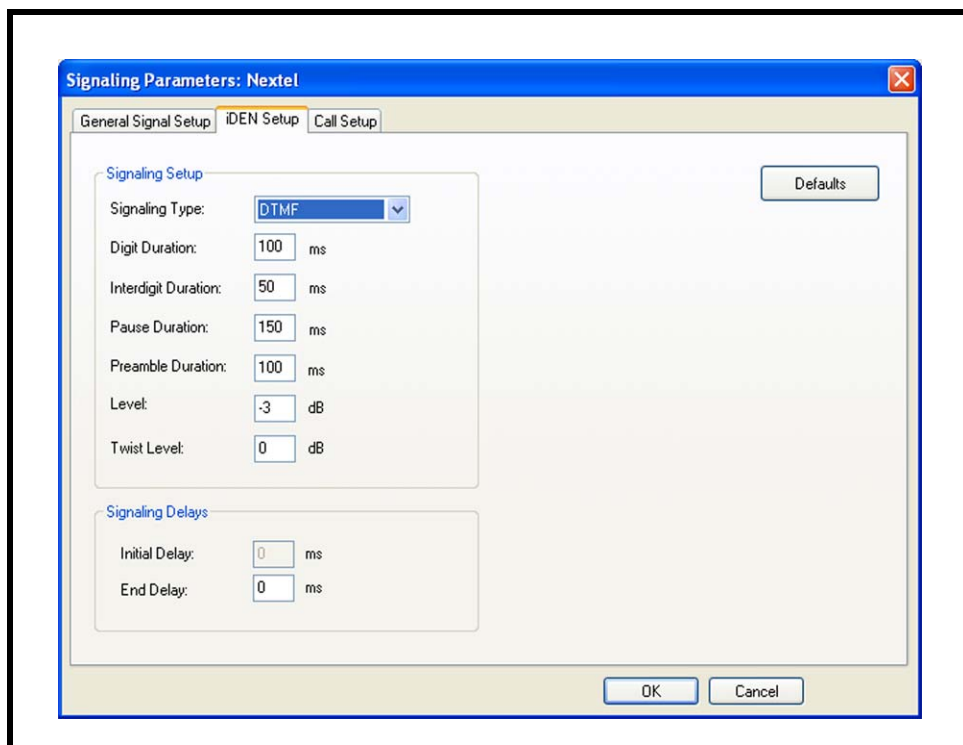 Signaling Parameters: Nextel
General Signal Setup iDEN Setup Call Setup
Signaling Setup
Defaults
Signaling Type: DTMF
Digit Duration: 100 ms
Interdigit Duration: 50 ms
Pause Duration: 150 ms
Preamble Duration: 100 ms
Level: -3 dB
Twist Level: 0 dB
Signaling Delays
Initial Delay: 0 ms
End Delay: 0 ms
OK Cancel